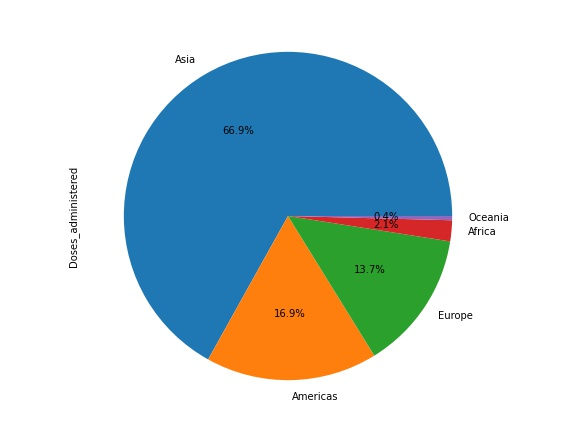 Asia
66.9%
Doses_administered
0.4%
Oceania
2.1%
Africa
13.7%
Europe
16.9%
Americas